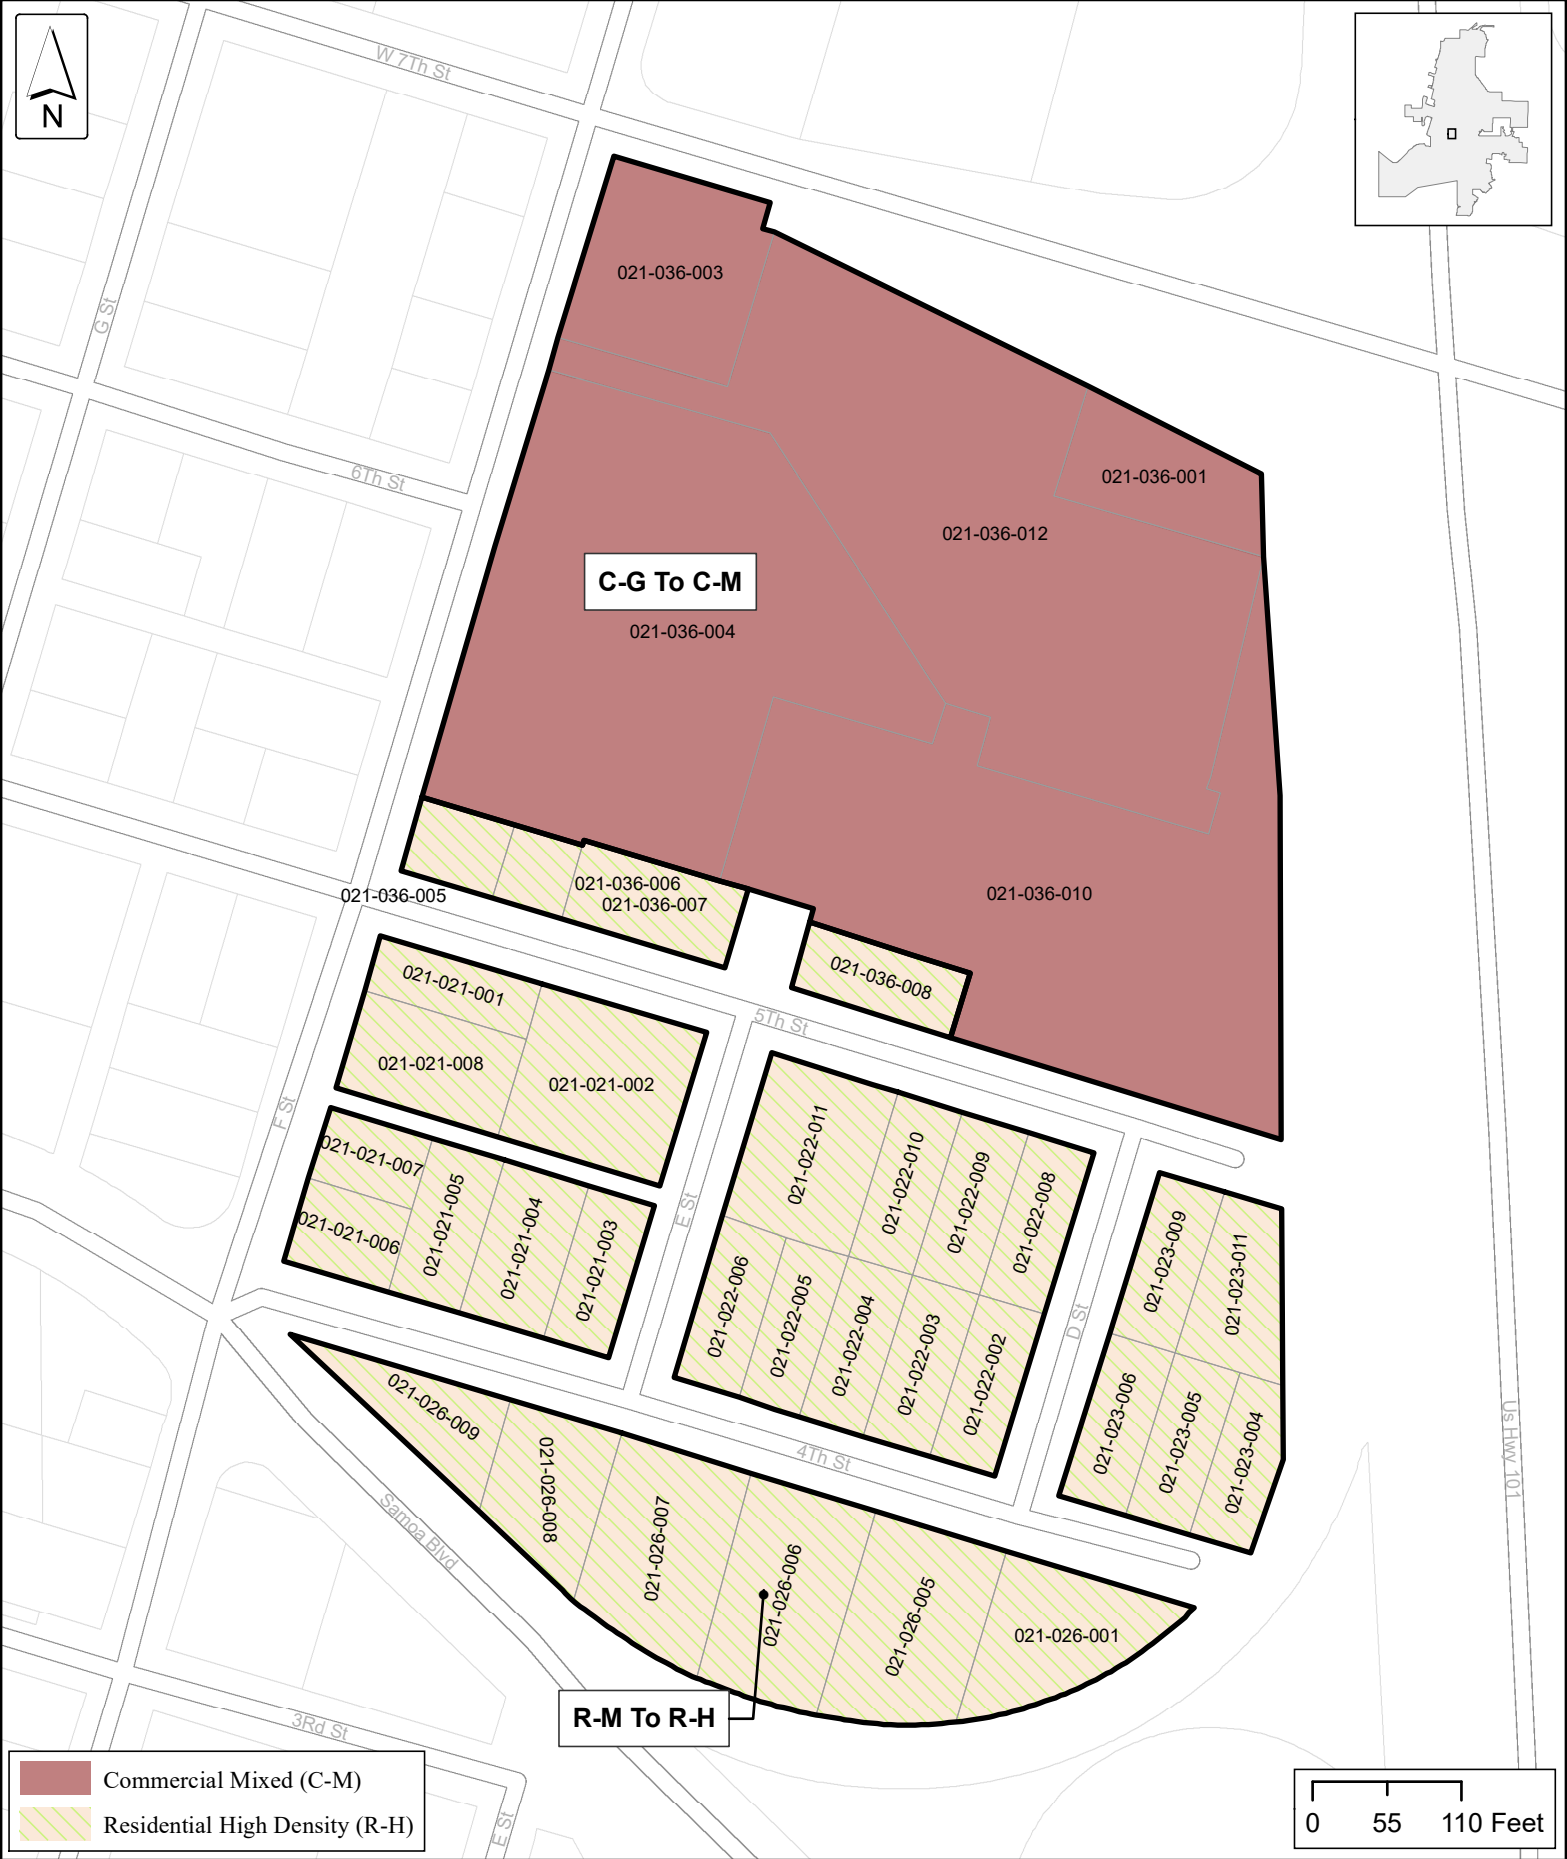 N
W 7Th St
G St
021-036-003
021-036-001
6Th St
021-036-012
C-G To C-M
021-036-004
021-036-006
021-036-005
021-036-007
021-036-010
021-036-008
021-021-001
5Th St
021-021-008
021-021-002
F St
021-022-011
021-022-010
021-022-009
021-022-008
021-021-007
021-021-005
021-021-004
021-021-003
021-021-006
E St
021-023-009
021-023-011
021-022-006
021-022-005
021-022-004
021-022-003
021-022-002
D St
021-023-006
021-023-005
021-023-004
021-026-009
021-026-008
4Th St
Us Hwy 101
Samoa Blvd
021-026-007
021-026-006
021-026-005
021-026-001
R-M To R-H
3Rd St
E St
Commercial Mixed (C-M)
Residential High Density (R-H)
0 55 110 Feet